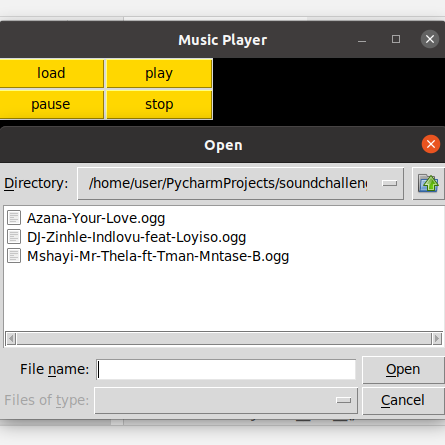 Music Player
load play
pause stop
Open
Directory: /home/user/PycharmProjects/soundchalleng
Azana-Your-Love.ogg
DJ-Zinhle-Indlovu-feat-Loyiso.ogg
Mshayi-Mr-Thela-ft-Tman-Mntase-B.ogg
File name: Open
Files of type: Cancel